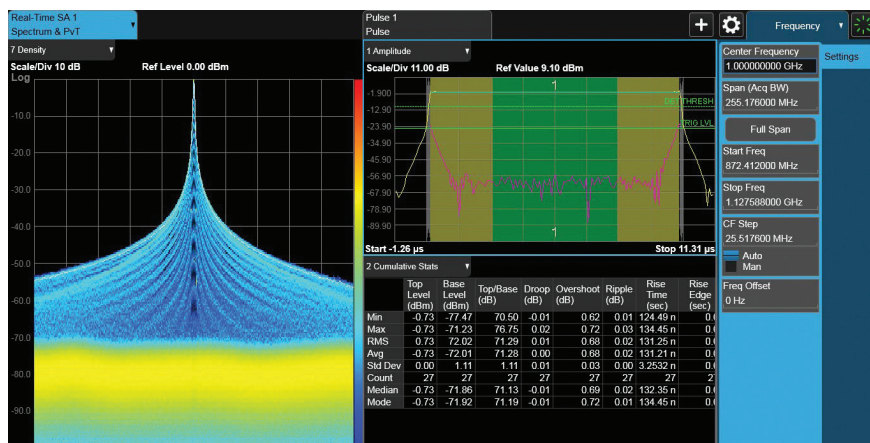 Real-Time SA 1
Spectrum & PvT
Pulse 1
Pulse
Frequency
7 Density
Scale/Div 10 dB
Ref Level 0.00 dBm
Log
-10.0
-20.0
-30.0
-40.0
-50.0
-60.0
-70.0
-80.0
-90.0
1 Amplitude
Scale/Div 11.00 dB
Ref Value 9.10 dBm
-1.900
-12.90
-23.90
-34.90
-45.90
-56.90
-67.90
-78.90
-89.90
1
DET THRESH
TRIG LVL
1
Start -1.26 µs
Stop 11.31 µs
2 Cumulative Stats
Top Level (dBm) Base Level (dBm) Top/Base (dB) Droop (dB) Overshoot (dB) Ripple (dB) Rise Time (sec) Rise Edge (sec)
Min -0.73 -77.47 70.50 -0.01 0.62 0.01 124.49 n 0.
Max -0.73 -71.23 76.75 0.02 0.72 0.03 134.45 n 0.
RMS 0.73 72.02 71.29 0.01 0.68 0.02 131.25 n 0.
Avg -0.73 -72.01 71.28 0.00 0.68 0.02 131.21 n 0.
Std Dev 0.00 1.11 1.11 0.01 0.03 0.00 3.2532 n 0.
Count 27 27 27 27 27 27 27 2
Median -0.73 -71.86 71.13 -0.01 0.69 0.02 132.35 n 0.
Mode -0.73 -71.92 71.19 -0.01 0.72 0.02 134.45 n 0.
Center Frequency
1.000000000 GHz
Settings
Span (Acq BW)
255.176000 MHz
Full Span
Start Freq
872.412000 MHz
Stop Freq
1.127588000 GHz
CF Step
25.517600 MHz
Auto
Man
Freq Offset
0 Hz